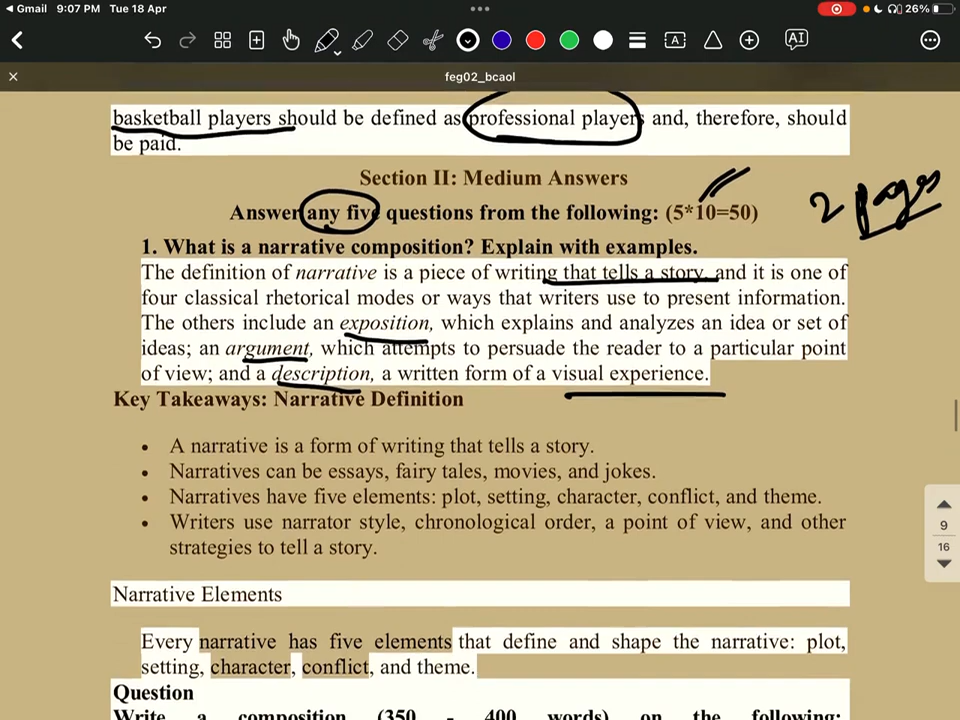 Gmail 9:07 PM Tue 18 Apr 26%
AI
feg02_bcaol
basketball players should be defined as professional players and, therefore, should
be paid.
Section II: Medium Answers
Answer any five questions from the following: (5*10=50)
2 pages
1. What is a narrative composition? Explain with examples.
The definition of narrative is a piece of writing that tells a story, and it is one of
four classical rhetorical modes or ways that writers use to present information.
The others include an exposition, which explains and analyzes an idea or set of
ideas; an argument, which attempts to persuade the reader to a particular point
of view; and a description, a written form of a visual experience.
Key Takeaways: Narrative Definition
• A narrative is a form of writing that tells a story.
• Narratives can be essays, fairy tales, movies, and jokes.
• Narratives have five elements: plot, setting, character, conflict, and theme.
• Writers use narrator style, chronological order, a point of view, and other
strategies to tell a story.
9
16
Narrative Elements
Every narrative has five elements that define and shape the narrative: plot,
setting, character, conflict, and theme.
Question
Write a composition (350 - 400 words) on the following: